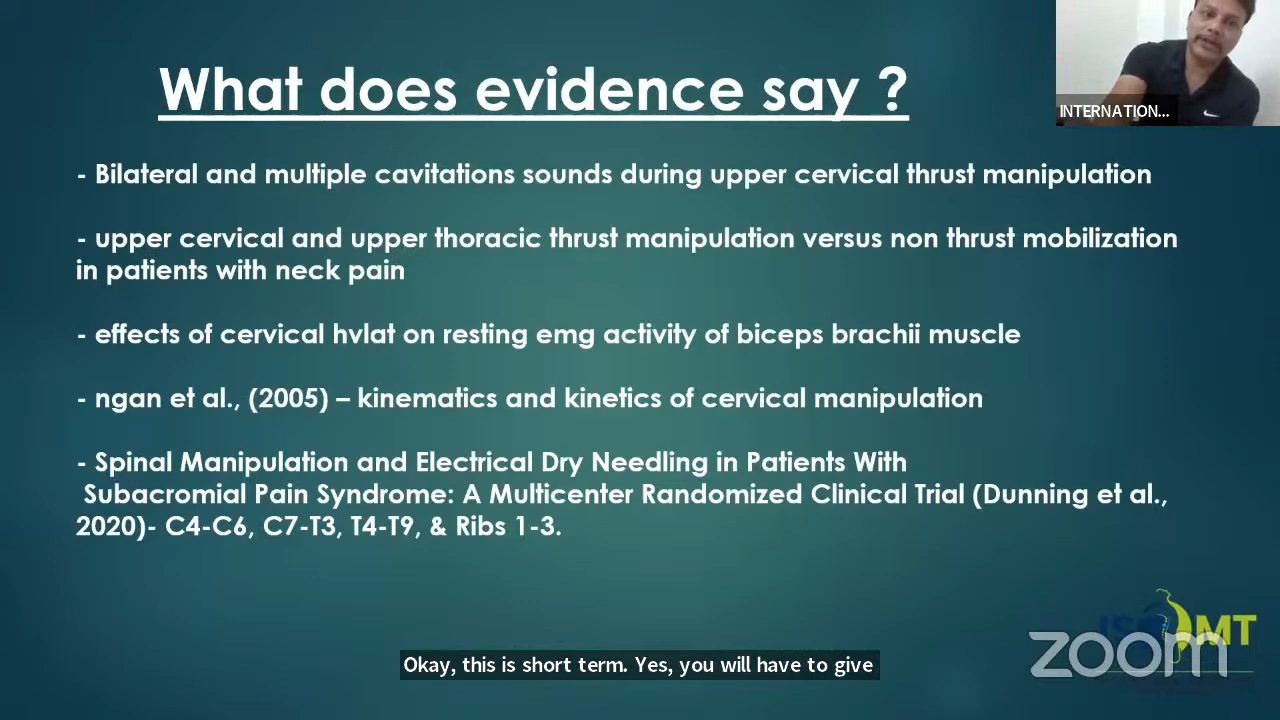 What does evidence say ?
INTERNATION...
- Bilateral and multiple cavitations sounds during upper cervical thrust manipulation
- upper cervical and upper thoracic thrust manipulation versus non thrust mobilization
in patients with neck pain
- effects of cervical hvlat on resting emg activity of biceps brachii muscle
- ngan et al., (2005) – kinematics and kinetics of cervical manipulation
- Spinal Manipulation and Electrical Dry Needling in Patients With
Subacromial Pain Syndrome: A Multicenter Randomized Clinical Trial (Dunning et al.,
2020)- C4-C6, C7-T3, T4-T9, & Ribs 1-3.
Okay, this is short term. Yes, you will have to give
MT
zoom